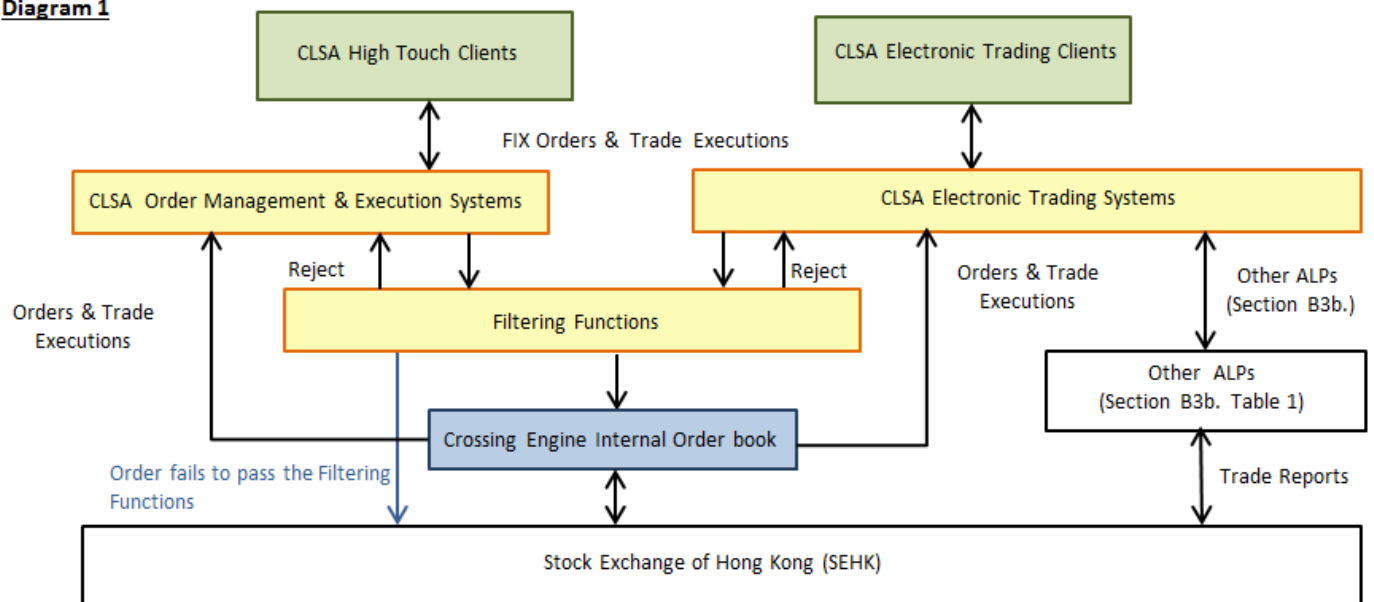 Diagram 1
CLSA High Touch Clients
CLSA Electronic Trading Clients
FIX Orders & Trade Executions
CLSA Order Management & Execution Systems
CLSA Electronic Trading Systems
Reject
Reject
Orders & Trade
Executions
Other ALPs
(Section B3b.)
Orders & Trade
Executions
Filtering Functions
Other ALPs
(Section B3b. Table 1)
Crossing Engine Internal Order book
Order fails to pass the Filtering
Functions
Trade Reports
Stock Exchange of Hong Kong (SEHK)